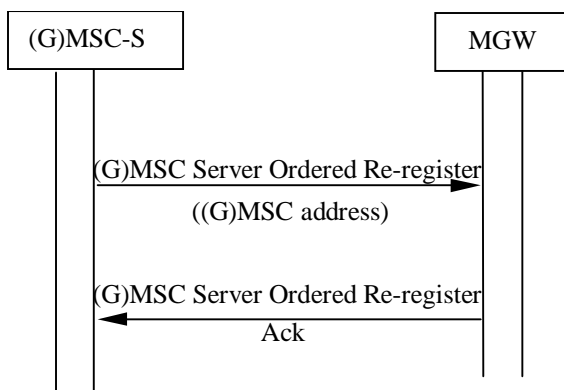 (G)MSC-S
MGW
(G)MSC Server Ordered Re-register
((G)MSC address)
(G)MSC Server Ordered Re-register
Ack